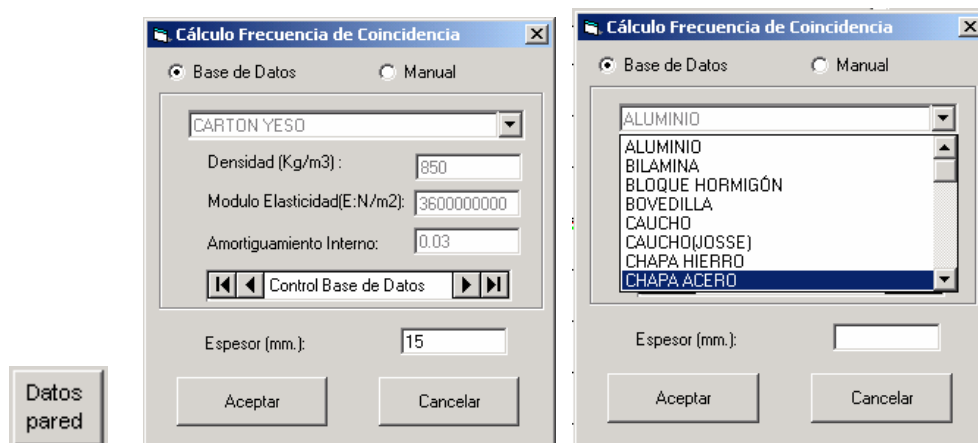 Datos
pared
Cálculo Frecuencia de Coincidencia
Base de Datos
Manual
CARTON YESO
Densidad (Kg/m3) :
850
Modulo Elasticidad(E:N/m2):
3600000000
Amortiguamiento Interno:
0.03
Control Base de Datos
Espesor (mm.):
15
Aceptar
Cancelar
Cálculo Frecuencia de Coincidencia
Base de Datos
Manual
ALUMINIO
ALUMINIO
BILAMINA
BLOQUE HORMIGÓN
BOVEDILLA
CAUCHO
CAUCHO(JOSSE)
CHAPA HIERRO
CHAPA ACERO
Espesor (mm.):
Aceptar
Cancelar